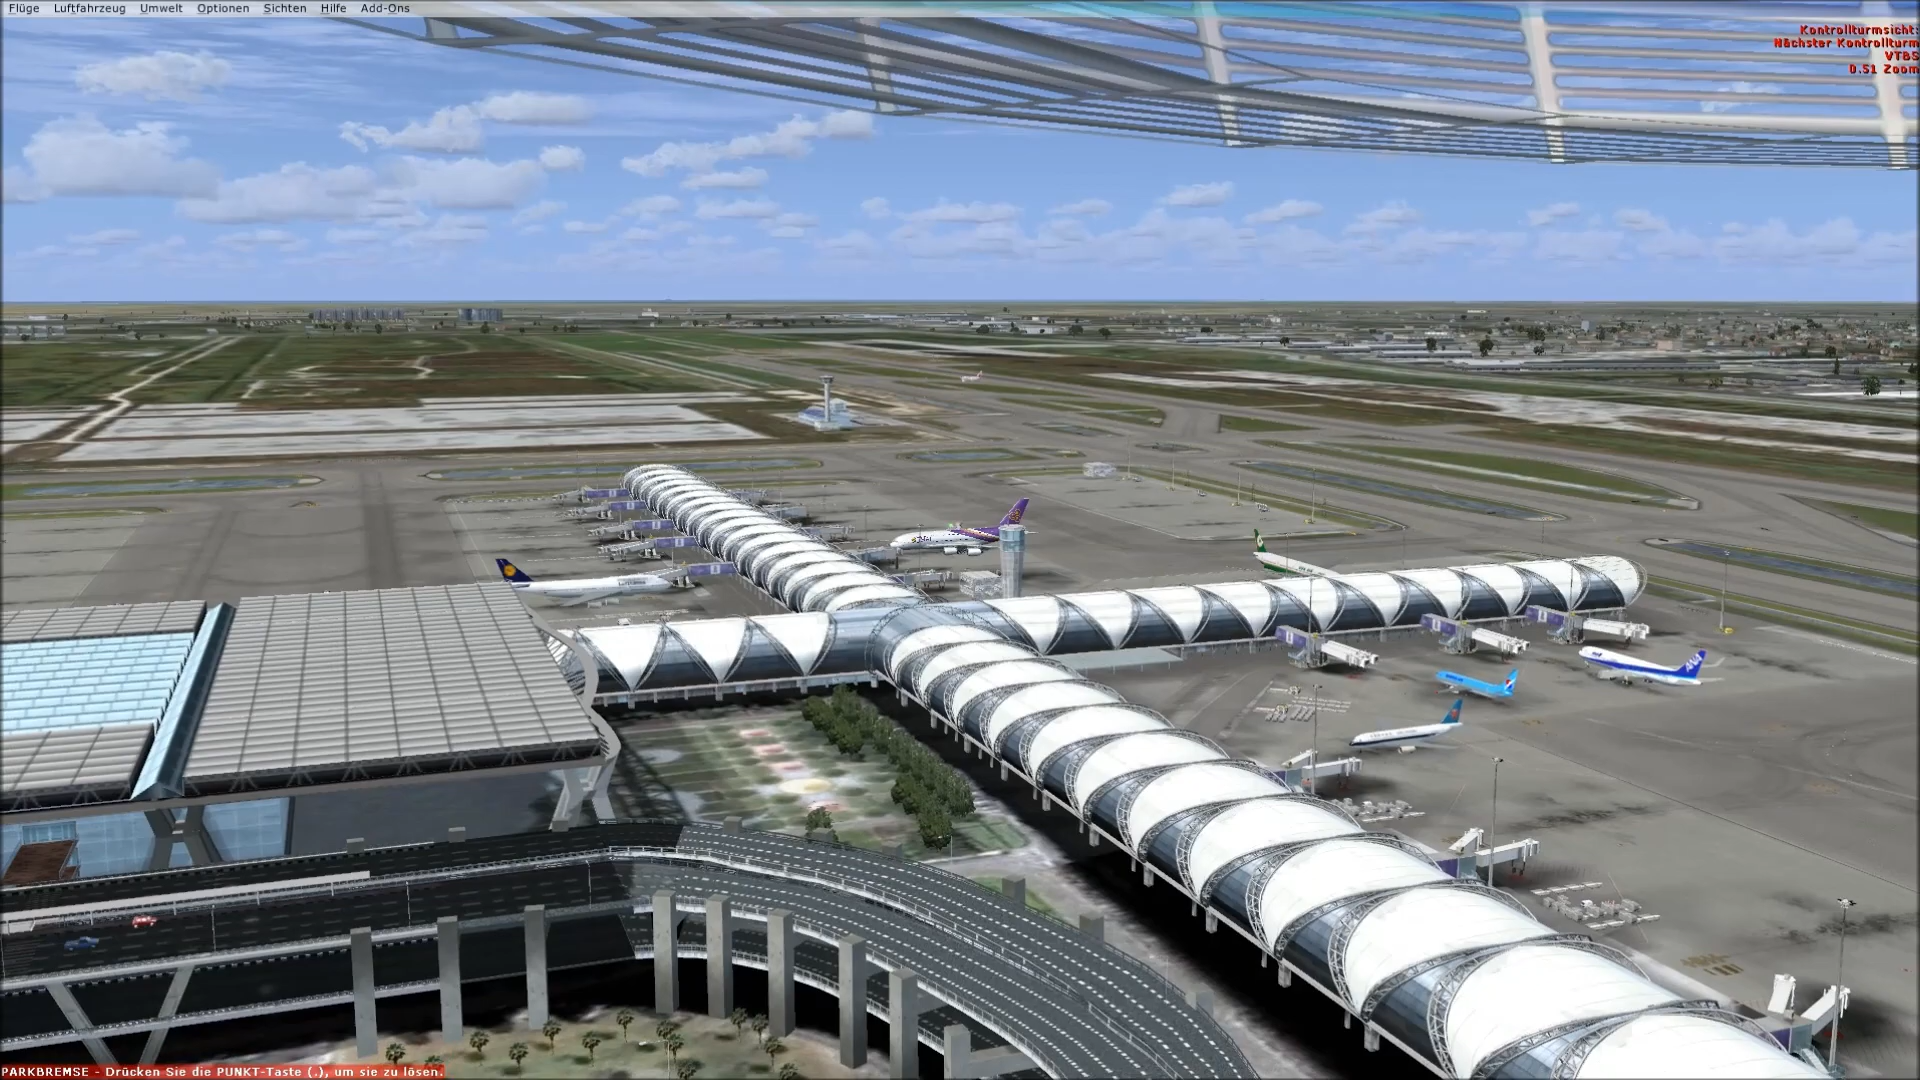 Flüge Luftfahrzeug Umwelt Optionen Sichten Hilfe Add-Ons
Kontrollturmsicht:
Nächster Kontrollturm
VTBS
0.51 Zoom
ANA
PARKBREMSE - Drücken Sie die PUNKT-Taste (.), um sie zu lösen.